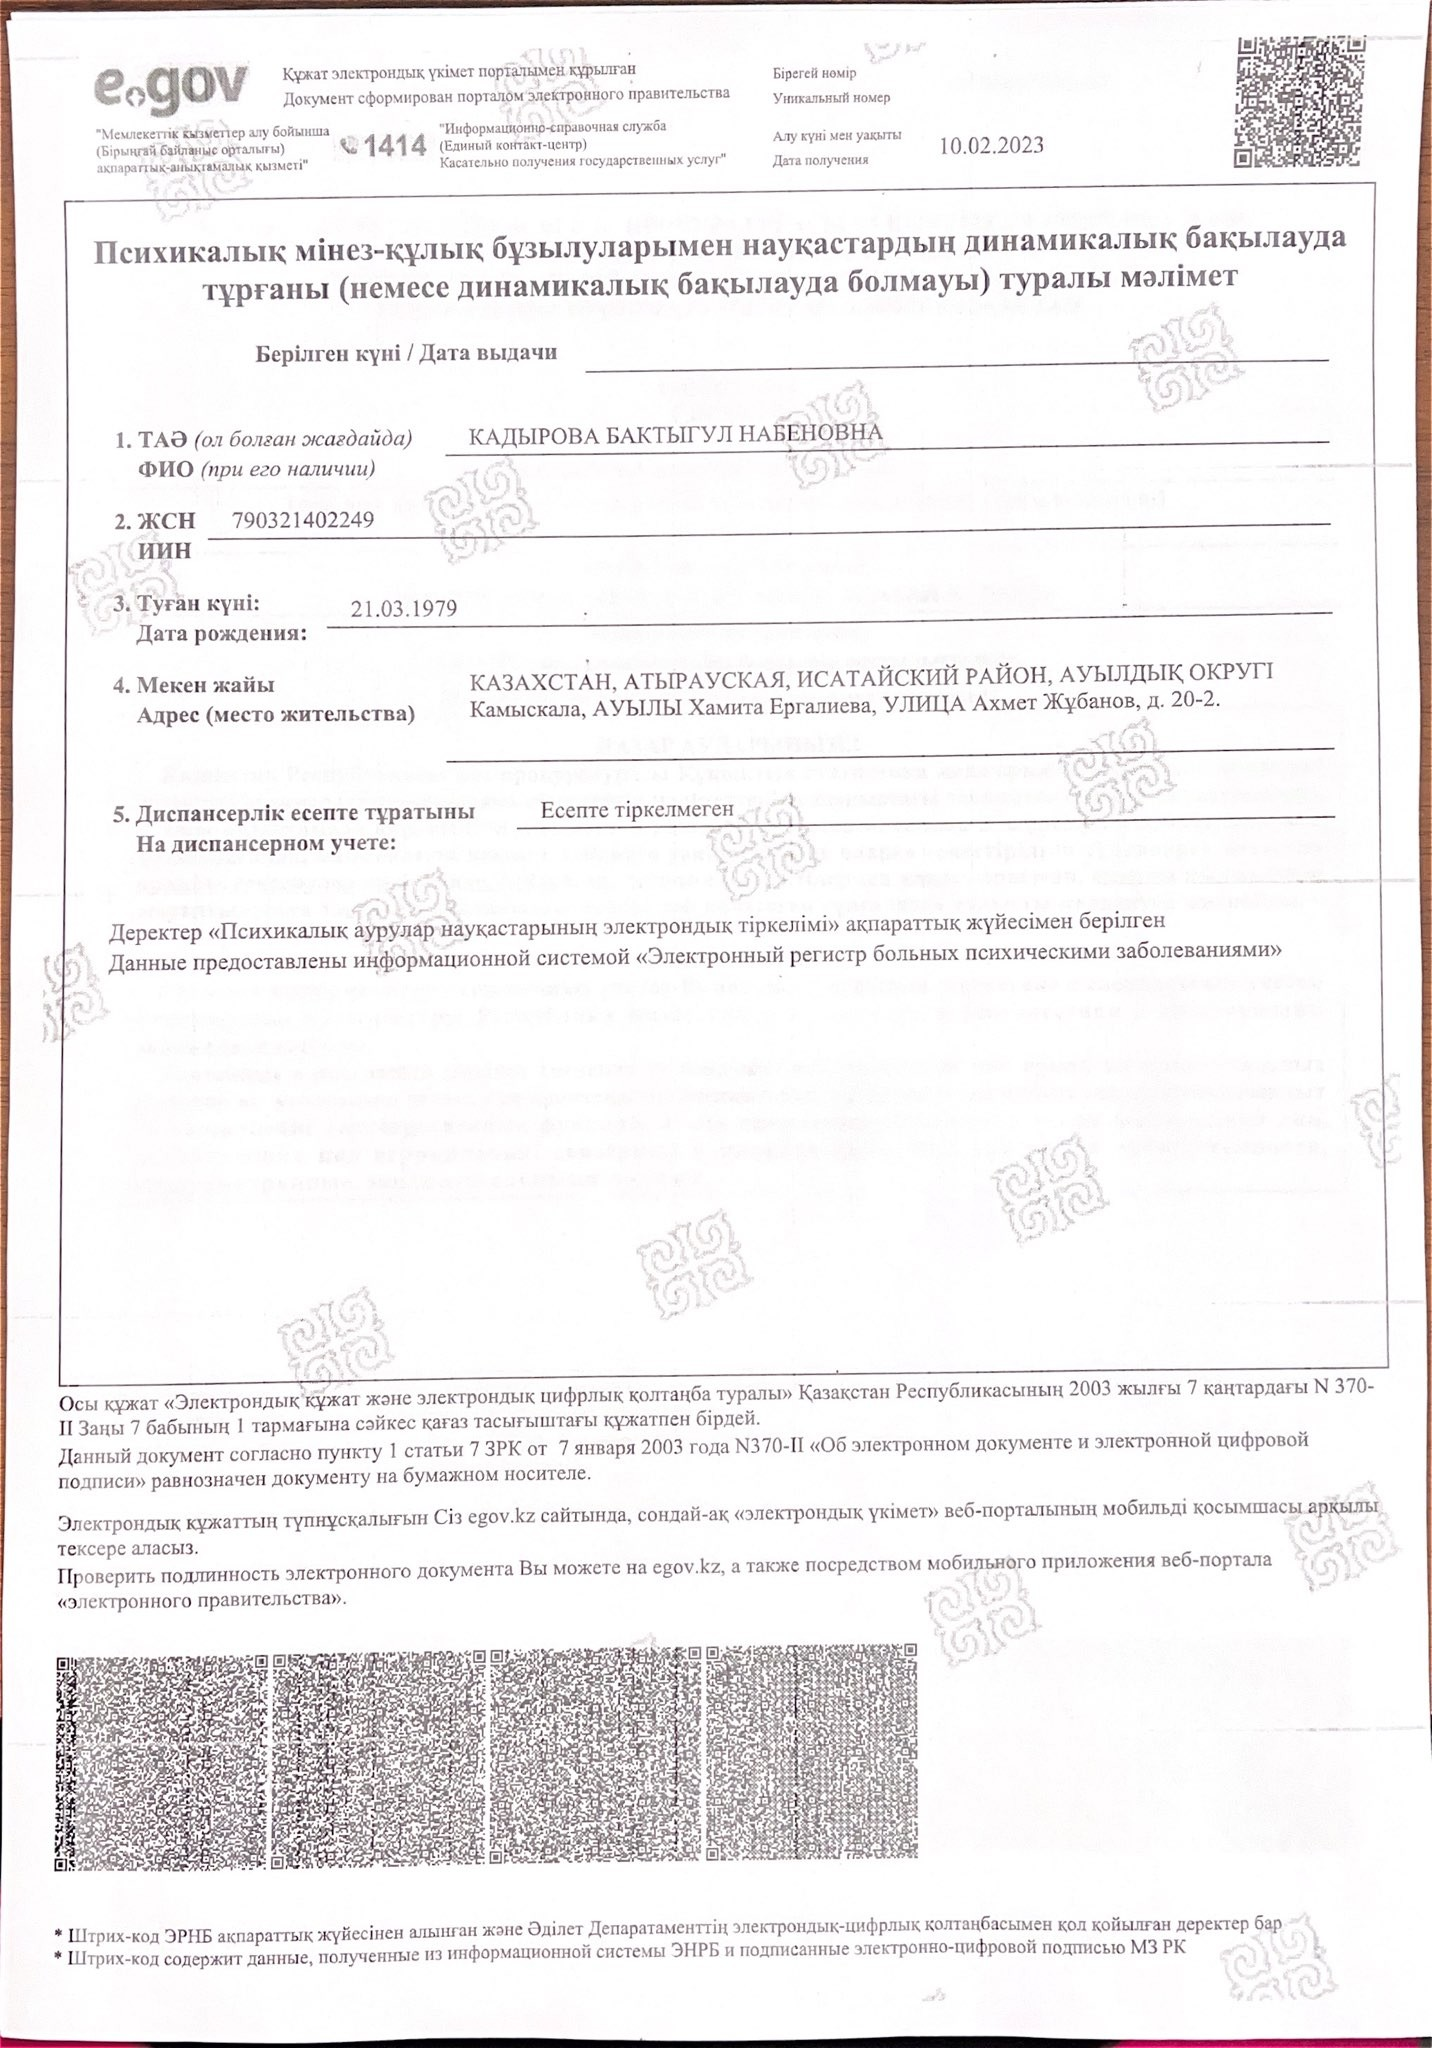 e.gov
Құжат электрондық үкімет порталымен құрылған
Документ сформирован порталом электронного правительства
Бірегей нөмір
Уникальный номер
"Мемлекеттік қызметтер алу бойынша
(Бірыңғай байланыс орталығы)
ақпараттық-анықтамалық қызметі"
1414
"Информационно-справочная служба
(Единый контакт-центр)
Касательно получения государственных услуг"
Алу күні мен уақыты
Дата получения
10.02.2023
Психикалық мінез-құлық бұзылуларымен науқастардың динамикалық бақылауда
тұрғаны (немесе динамикалық бақылауда болмауы) туралы мәлімет
Берілген күні / Дата выдачи
1. ТАӘ (ол болған жағдайда) КАДЫРОВА БАКТЫГУЛ НАБЕНОВНА
ФИО (при его наличии)
2. ЖСН 790321402249
ИИН
3. Туған күні: 21.03.1979
Дата рождения:
4. Мекен жайы КАЗАХСТАН, АТЫРАУСКАЯ, ИСАТАЙСКИЙ РАЙОН, АУЫЛДЫҚ ОКРУГІ
Адрес (место жительства) Камыскала, АУЫЛЫ Хамита Ергалиева, УЛИЦА Ахмет Жұбанов, д. 20-2.
5. Диспансерлік есепте тұратыны Есепте тіркелмеген
На диспансерном учете:
Деректер «Психикалық аурулар науқастарының электрондық тіркелімі» ақпараттық жүйесімен берілген
Данные предоставлены информационной системой «Электронный регистр больных психическими заболеваниями»
Осы құжат «Электрондық құжат және электрондық цифрлық қолтаңба туралы» Қазақстан Республикасының 2003 жылғы 7 қаңтардағы N 370-
II Заңы 7 бабының 1 тармағына сәйкес қағаз тасығыштағы құжатпен бірдей.
Данный документ согласно пункту 1 статьи 7 ЗРК от 7 января 2003 года N370-II «Об электронном документе и электронной цифровой
подписи» равнозначен документу на бумажном носителе.
Электрондық құжаттың түпнұсқалығын Сіз egov.kz сайтында, сондай-ақ «электрондық үкімет» веб-порталының мобильді қосымшасы арқылы
тексере аласыз.
Проверить подлинность электронного документа Вы можете на egov.kz, а также посредством мобильного приложения веб-портала
«электронного правительства».
* Штрих-код ЭРНБ ақпараттық жүйесінен алынған және Әділет Департаментің электрондық-цифрлық қолтаңбасымен қол қойылған деректер бар
* Штрих-код содержит данные, полученные из информационной системы ЭНРБ и подписанные электронно-цифровой подписью МЗ РК